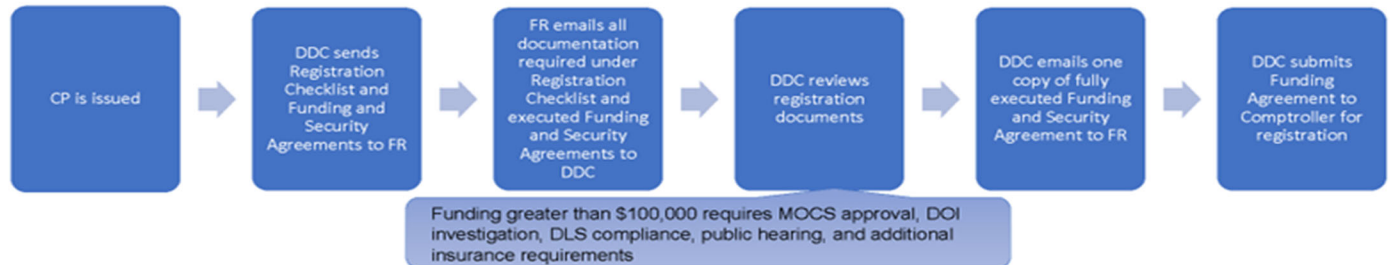 CP is issued
DDC sends
Registration
Checklist and
Funding and
Security
Agreements to FR
FR emails all
documentation
required under
Registration
Checklist and
executed Funding
and Security
Agreements to
DDC
DDC reviews
registration
documents
DDC emails one
copy of fully
executed Funding
and Security
Agreement to FR
DDC submits
Funding
Agreement to
Comptroller for
registration
Funding greater than $100,000 requires MOCS approval, DOI
investigation, DLS compliance, public hearing, and additional
insurance requirements